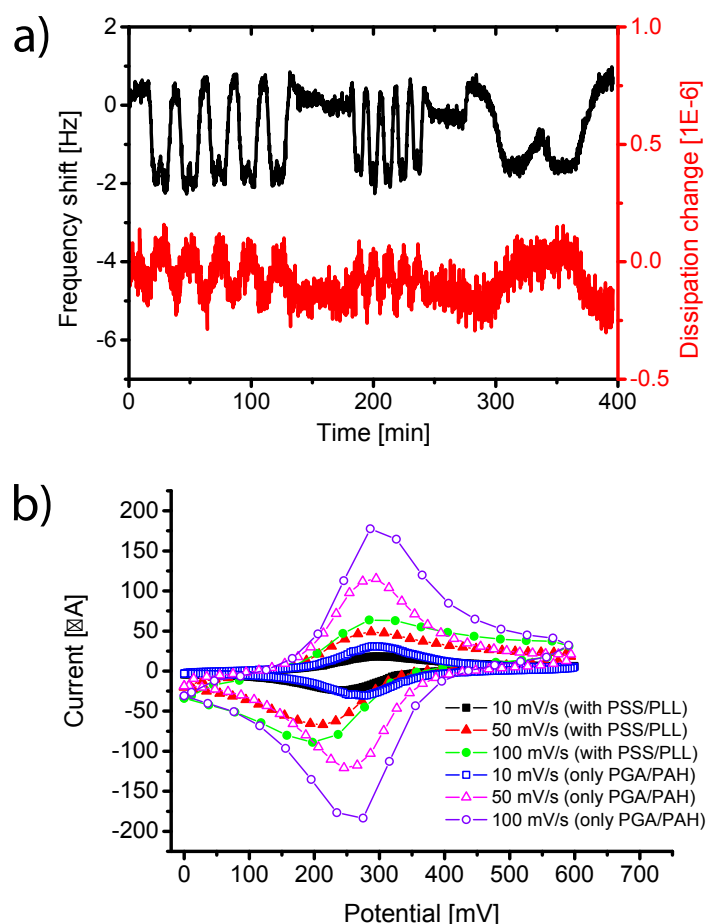 a)
2
0
-2
-4
-6
Frequency shift [Hz]
1.0
0.5
0.0
-0.5
Dissipation change [1E-6]
0
100
200
300
400
Time [min]
b)
200
150
100
50
0
-50
-100
-150
-200
Current [▯A]
10 mV/s (with PSS/PLL)
50 mV/s (with PSS/PLL)
100 mV/s (with PSS/PLL)
10 mV/s (only PGA/PAH)
50 mV/s (only PGA/PAH)
100 mV/s (only PGA/PAH)
0
100
200
300
400
500
600
700
Potential [mV]